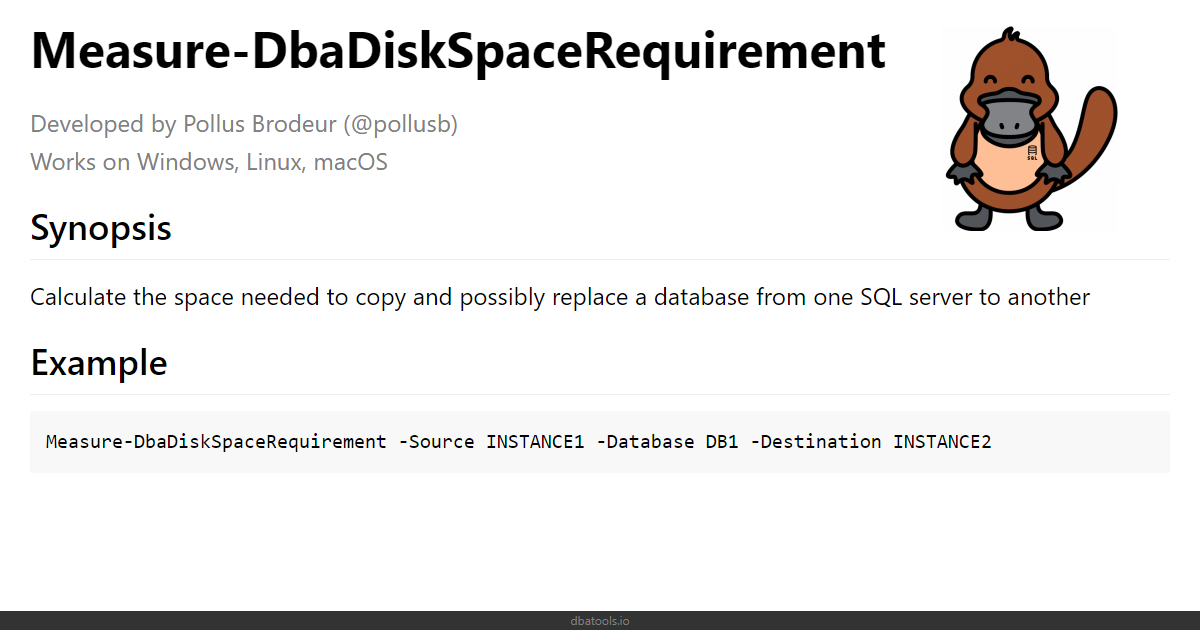 Measure-DbaDiskSpaceRequirement
Developed by Pollus Brodeur (@pollusb)
Works on Windows, Linux, macOS
SQL
Synopsis
Calculate the space needed to copy and possibly replace a database from one SQL server to another
Example
Measure-DbaDiskSpaceRequirement -Source INSTANCE1 -Database DB1 -Destination INSTANCE2
dbatools.io